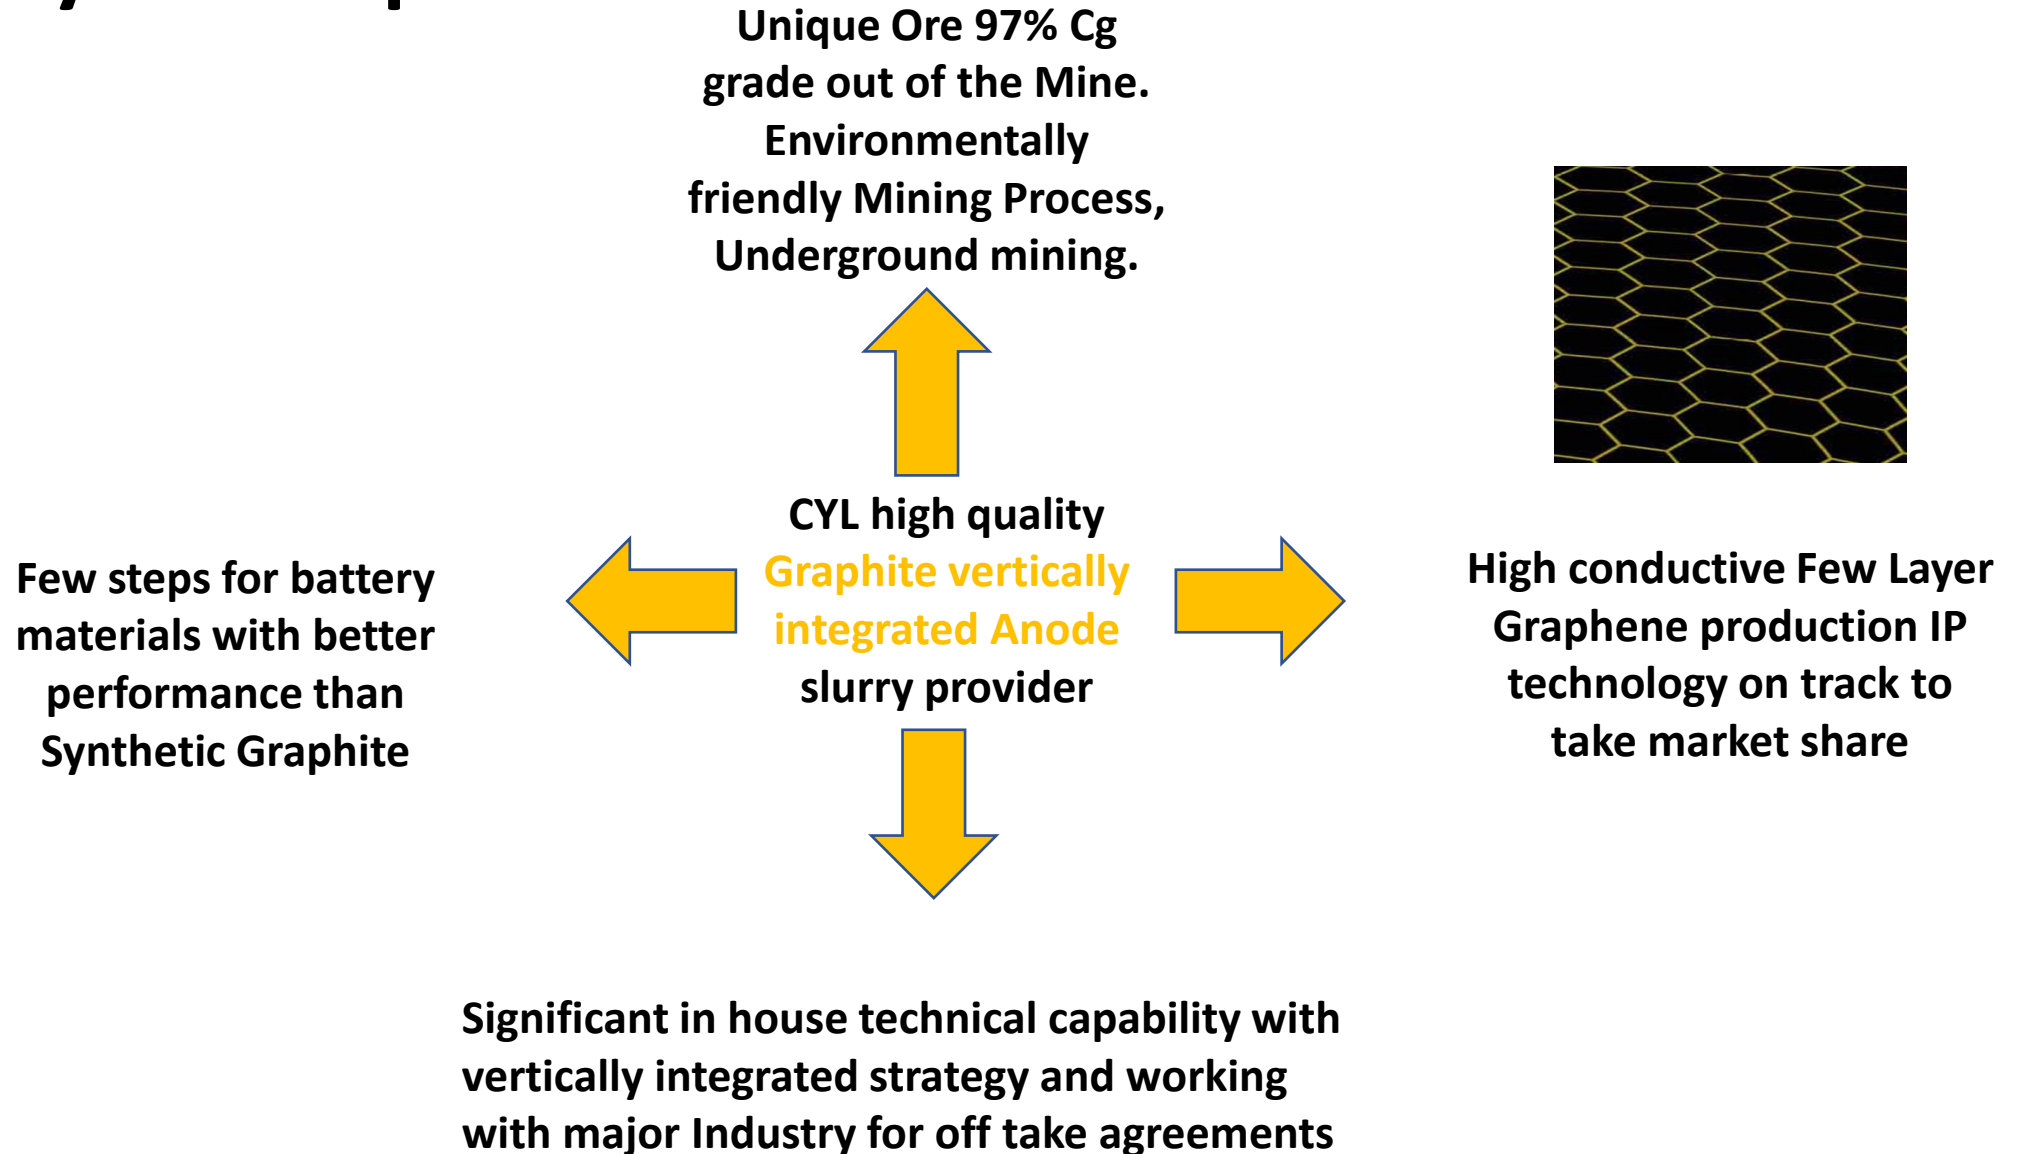 Unique Ore 97% Cg
grade out of the Mine.
Environmentally
friendly Mining Process,
Underground mining.
CYL high quality
Graphite vertically
integrated Anode
slurry provider
Few steps for battery
materials with better
performance than
Synthetic Graphite
High conductive Few Layer
Graphene production IP
technology on track to
take market share
Significant in house technical capability with
vertically integrated strategy and working
with major Industry for off take agreements